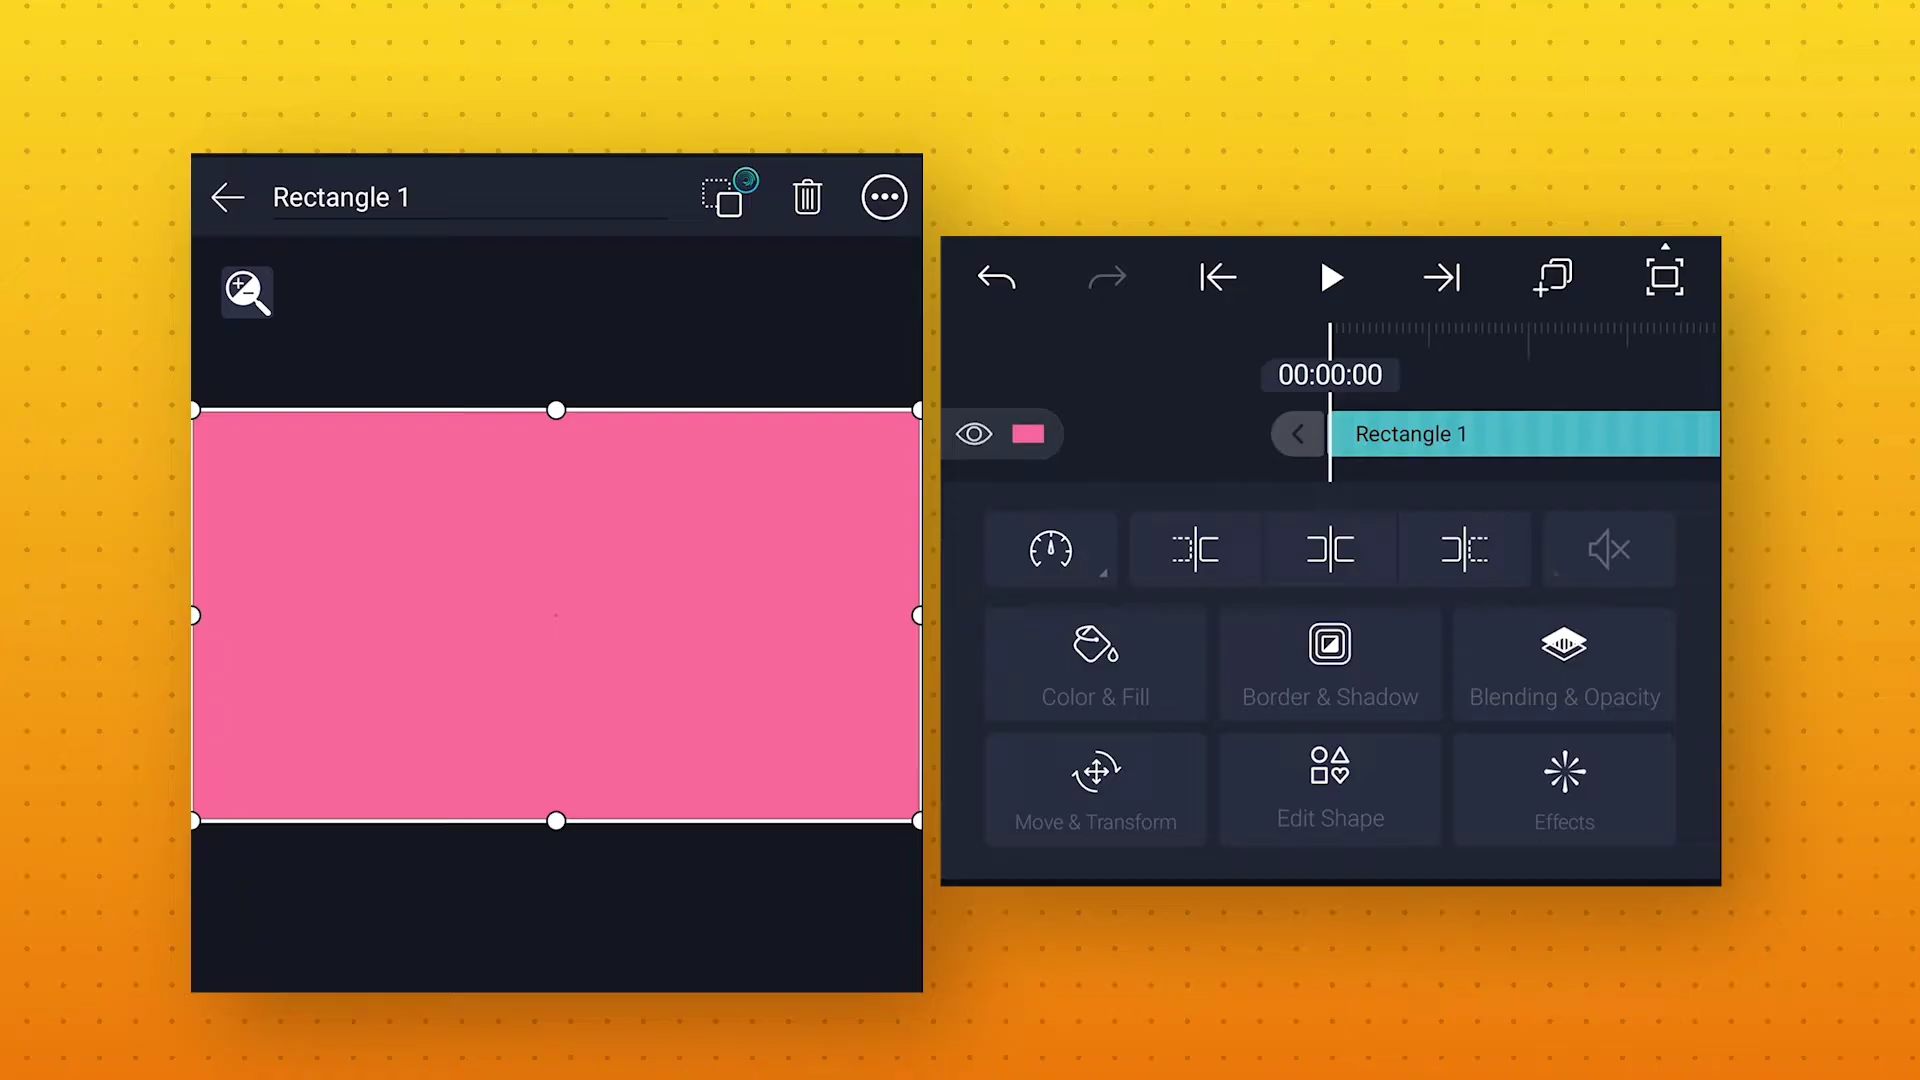 Rectangle 1
00:00:00
Rectangle 1
Color & Fill
Border & Shadow
Blending & Opacity
Move & Transform
Edit Shape
Effects